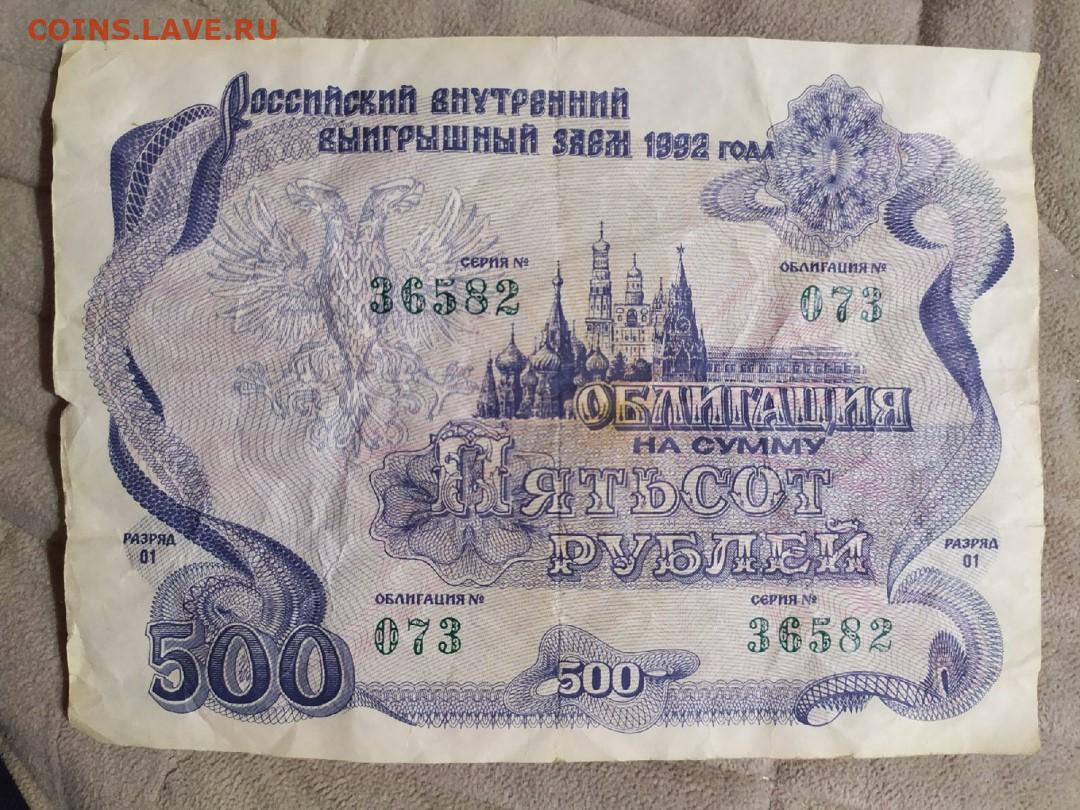 COINS.LAVE.RU
РОССИЙСКИЙ ВНУТРЕННИЙ
ВЫИГРЫШНЫЙ ЗАЕМ 1992 ГОДА
СЕРИЯ №
36582
ОБЛИГАЦИЯ №
073
ОБЛИГАЦИЯ
НА СУММУ
ПЯТЬСОТ
РУБЛЕЙ
РАЗРЯД
01
РАЗРЯД
01
ОБЛИГАЦИЯ №
073
СЕРИЯ №
36582
500
500